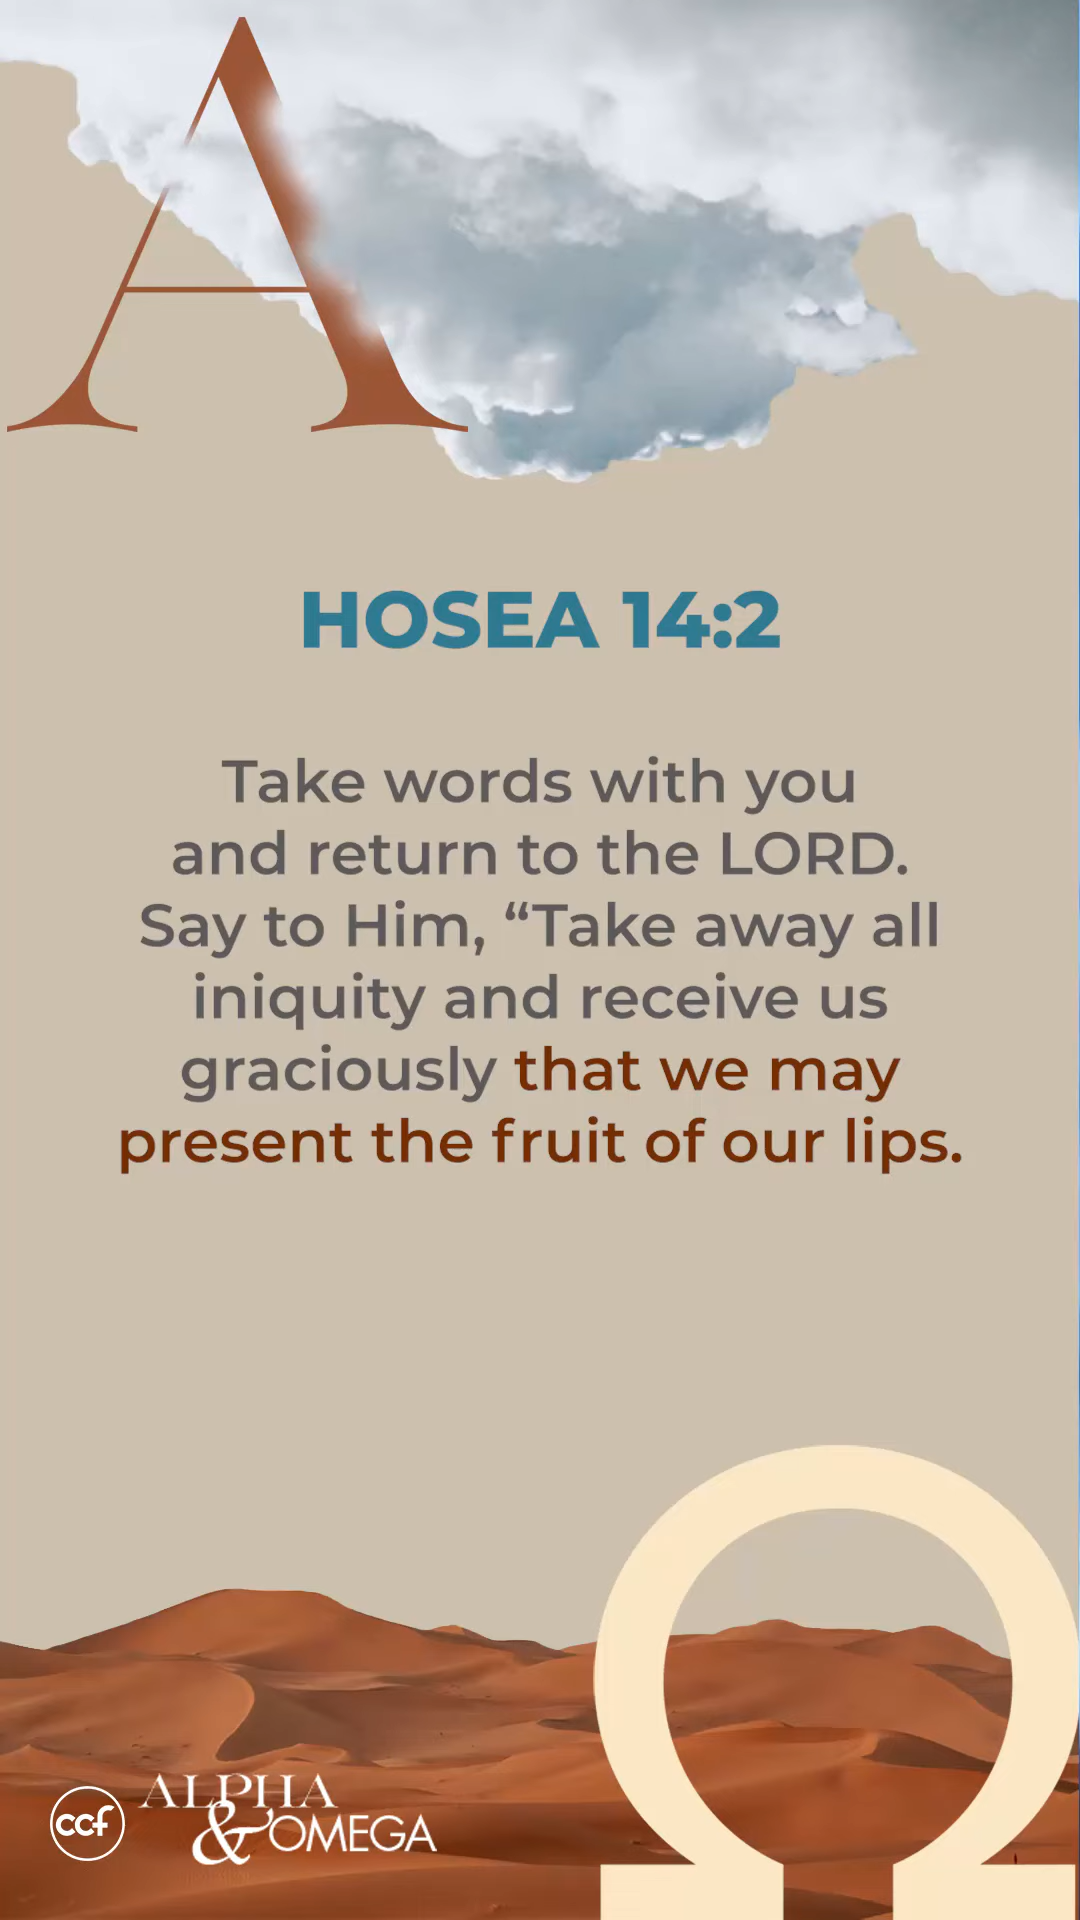 A
HOSEA 14:2
Take words with you
and return to the LORD.
Say to Him, “Take away all
iniquity and receive us
graciously that we may
present the fruit of our lips.
Ω
ccf
ALPHA
& OMEGA